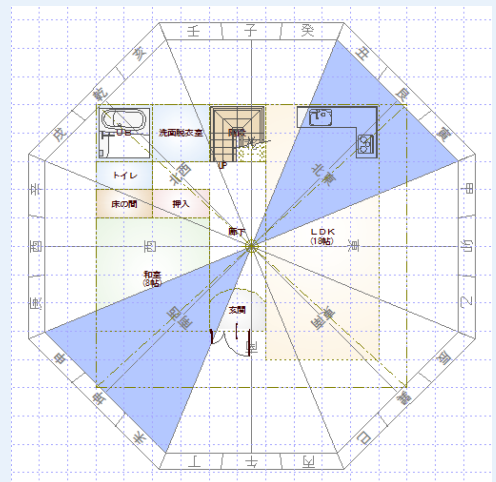 壬 子 癸
亥 丑
乾 艮
戌 寅
UB 洗面脱衣室 階段
UP
辛 トイレ 北西 北東 甲
床の間 押入
廊下 LDK
(18帖)
酉 西 東 卯
和室
(8帖)
庚 乙
玄関
南西 南 南東
申 辰
坤 巽
未 巳
丁 午 丙